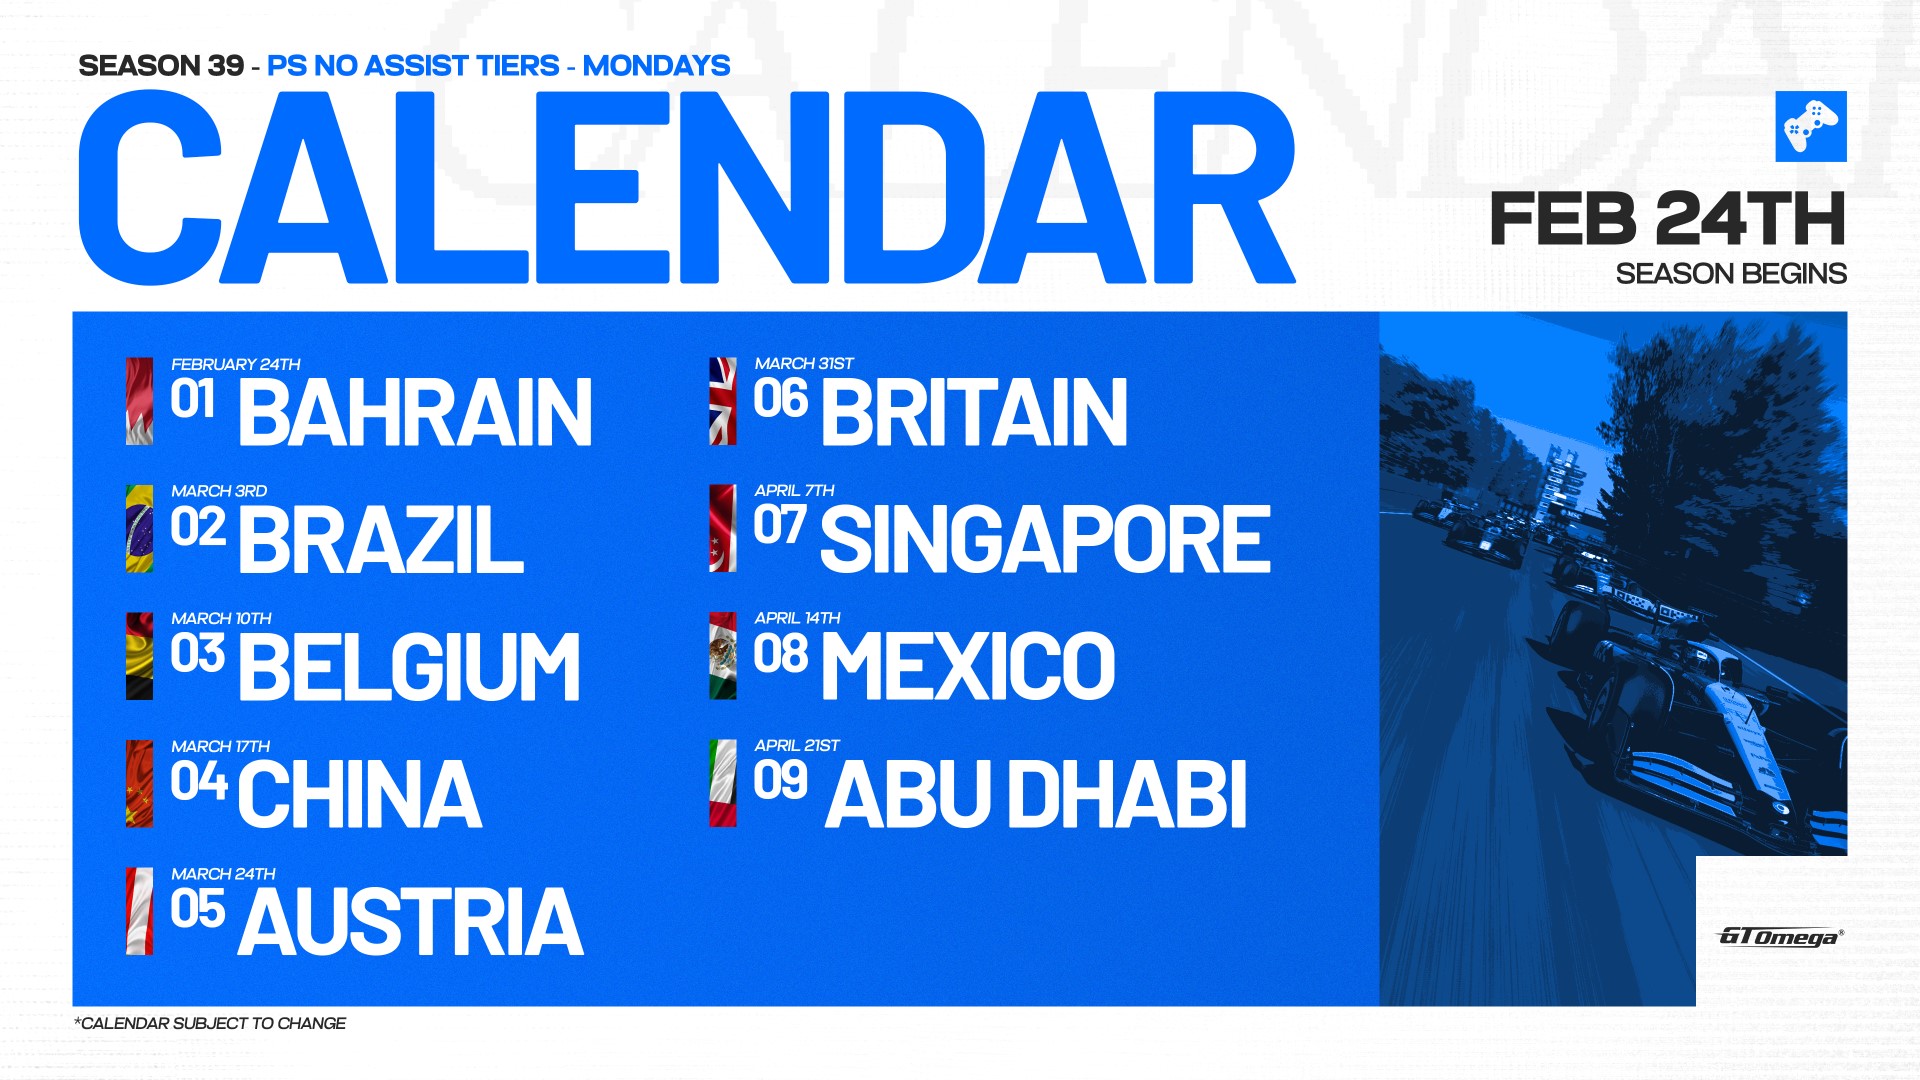 SEASON 39 - PS NO ASSIST TIERS - MONDAYS
CALENDAR
FEB 24TH
SEASON BEGINS
FEBRUARY 24TH
01 BAHRAIN
MARCH 3RD
02 BRAZIL
MARCH 10TH
03 BELGIUM
MARCH 17TH
04 CHINA
MARCH 24TH
05 AUSTRIA
MARCH 31ST
06 BRITAIN
APRIL 7TH
07 SINGAPORE
APRIL 14TH
08 MEXICO
APRIL 21ST
09 ABU DHABI
GT Omega®
*CALENDAR SUBJECT TO CHANGE